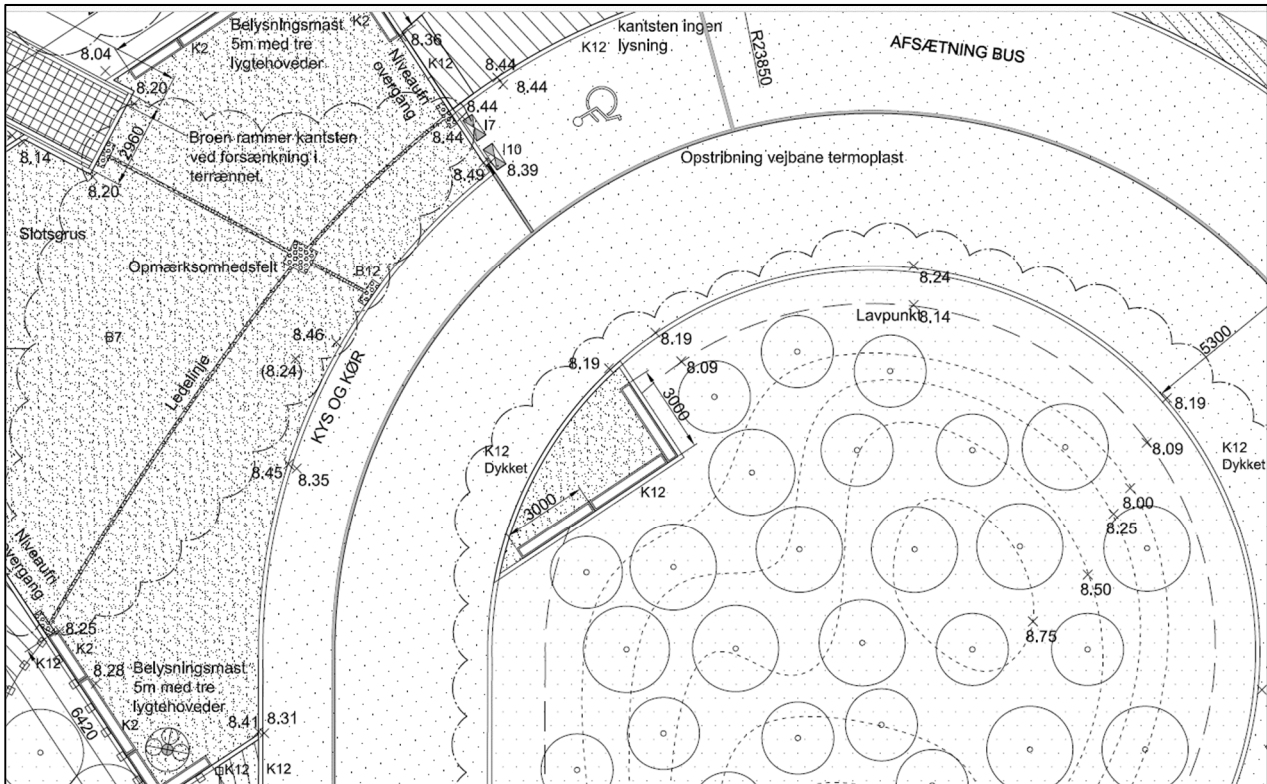 Belysningsmast
5m med tre
lygtehoveder
K2
K2
8.04
8.20
2960
8.14
8.20
Broen rammer kantsten
ved forsænkning i
terrænnet.
Slotsgrus
Opmærksomhedsfelt
B12
B7
Ledelinje
8.46
(8.24)
8.45
8.35
KYS OG KØR
Niveaufri
overgang
8.36
K12
8.44
8.44
8.44
8.44
I7
I10
8.49
8.39
kantsten ingen
lysning
K12
R23850
AFSÆTNING BUS
Opstribning vejbane termoplast
8.24
Lavpunkt
8.14
8.19
8.19
8.09
3000
5300
8.19
8.09
K12
Dykket
K12
Dykket
3000
K12
8.00
8.25
8.50
8.75
Niveaufri
overgang
8.25
K2
K12
8.28
Belysningsmast
5m med tre
lygtehoveder
6420
K2
8.41
8.31
K12
K12